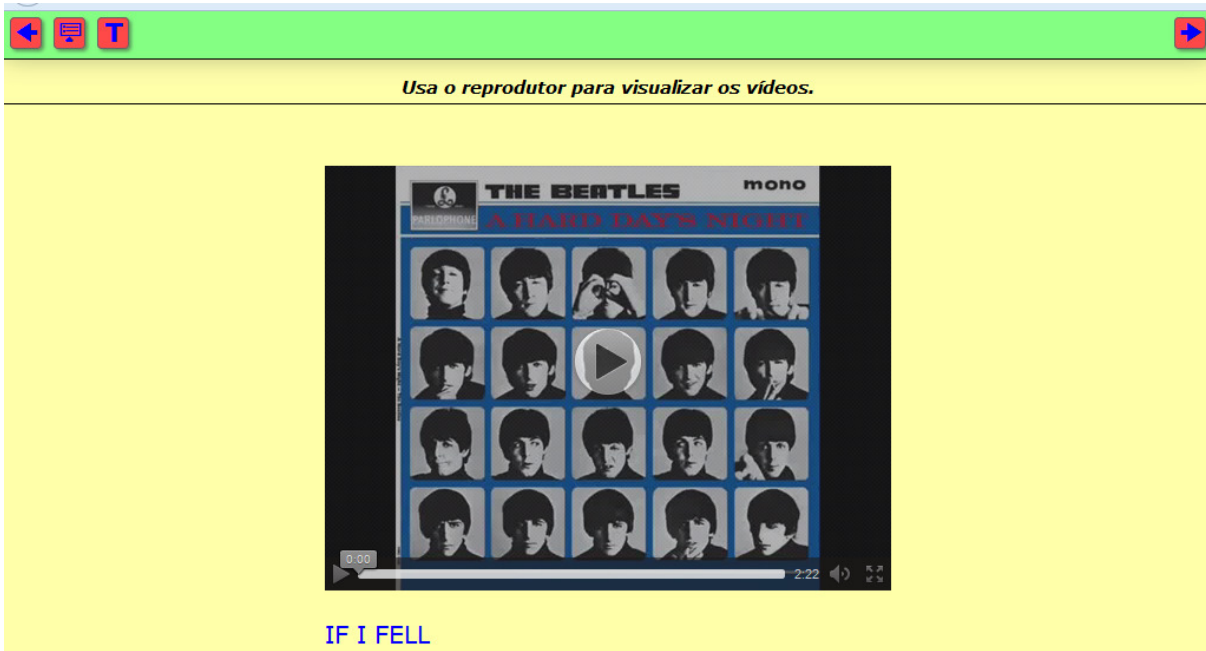 T
Usa o reprodutor para visualizar os vídeos.
THE BEATLES
mono
PARLOPHONE
A HARD DAY'S NIGHT
0:00
2:22
IF I FELL